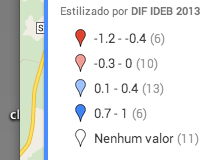 Estilizado por DIF IDEB 2013
-1.2 - -0.4 (6)
-0.3 - 0 (10)
0.1 - 0.4 (13)
0.7 - 1 (6)
Nenhum valor (11)